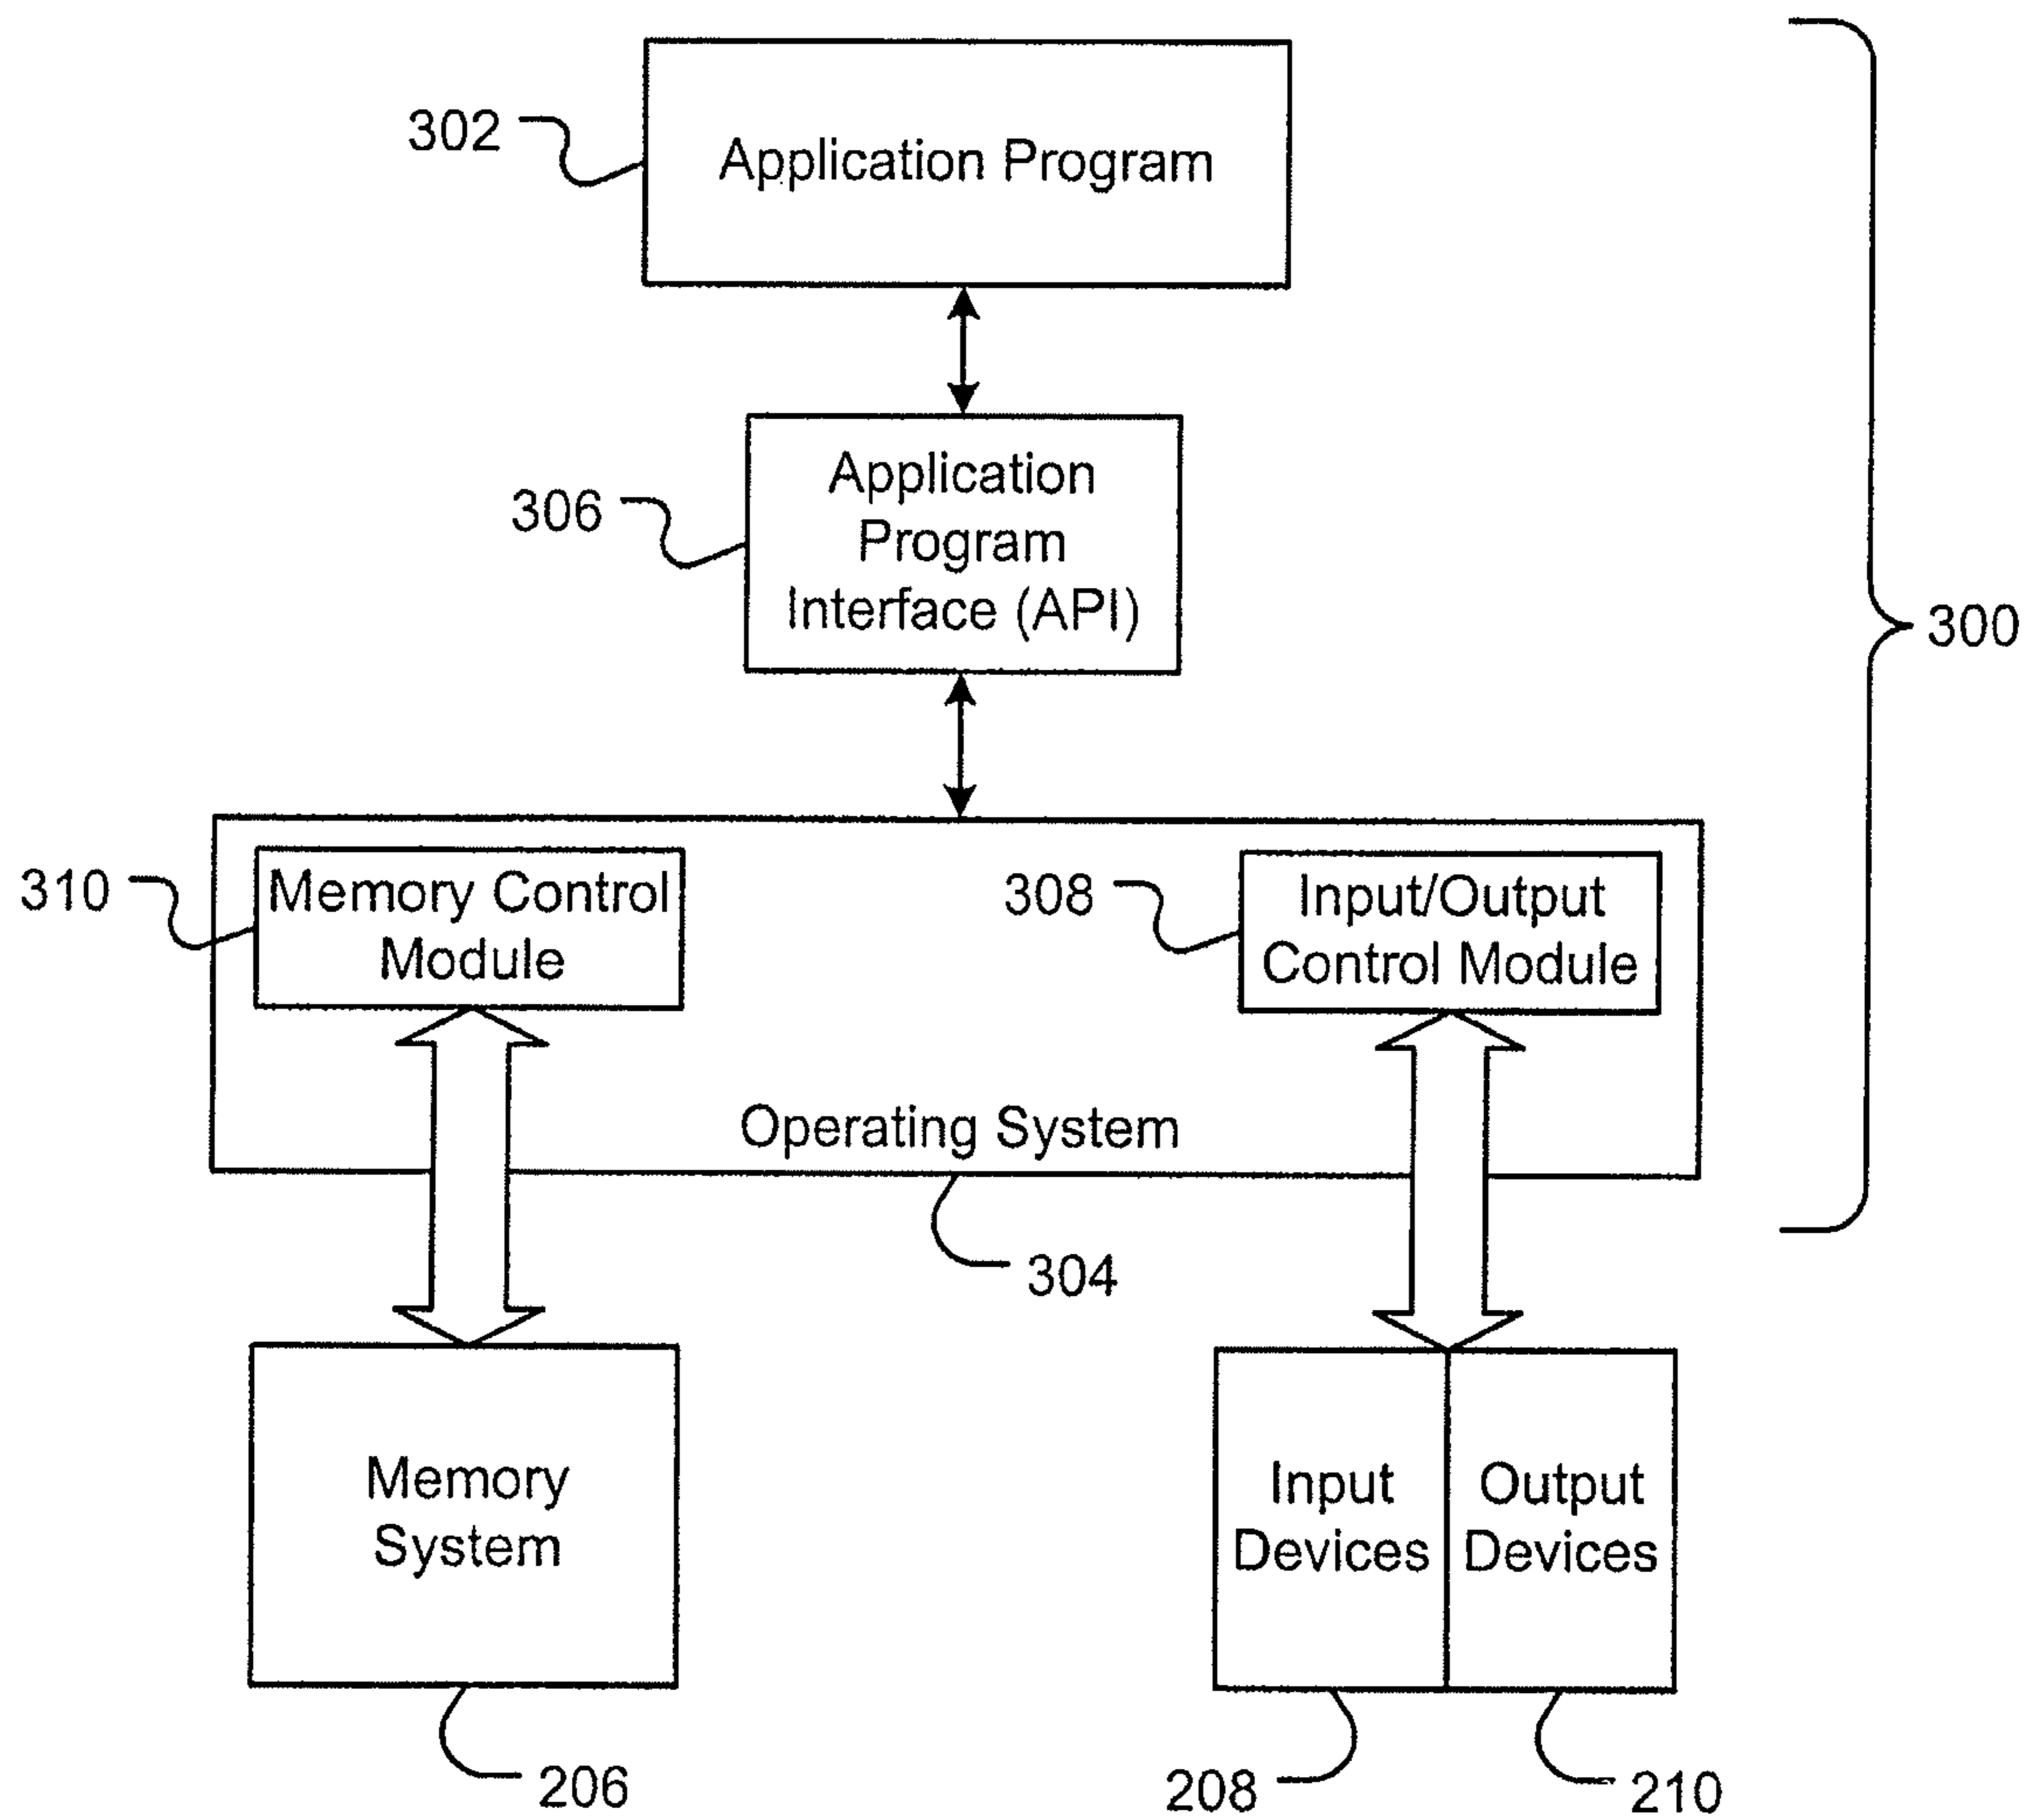 302
Application Program
306
Application
Program
Interface (API)
300
310
Memory Control
Module
308
Input/Output
Control Module
Operating System
304
Memory
System
Input
Devices
Output
Devices
206
208
210